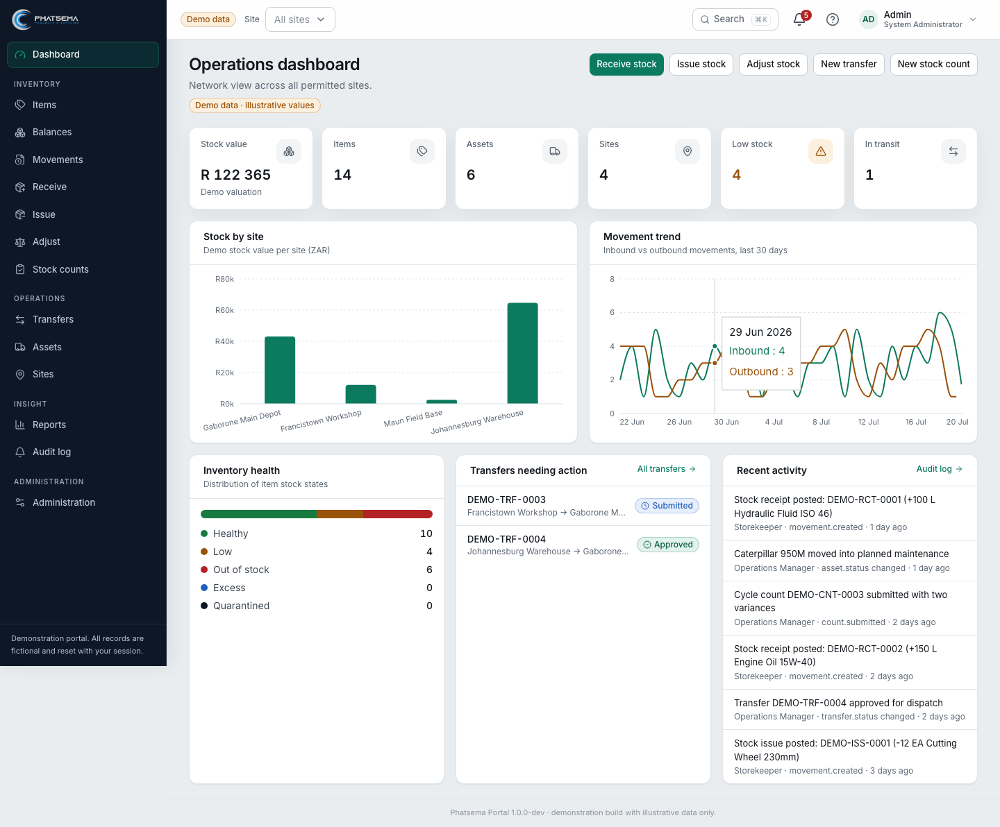 PHATSEMA
Dashboard
INVENTORY
Items
Balances
Movements
Receive
Issue
Adjust
Stock counts
OPERATIONS
Transfers
Assets
Sites
INSIGHT
Reports
Audit log
ADMINISTRATION
Administration
Demonstration portal. All records are
fictional and reset with your session.
Demo data
Site
All sites
Search
⌘K
5
AD
Admin
System Administrator
Operations dashboard
Network view across all permitted sites.
Demo data · illustrative values
Receive stock
Issue stock
Adjust stock
New transfer
New stock count
Stock value
R 122 365
Demo valuation
Items
14
Assets
6
Sites
4
Low stock
4
In transit
1
Stock by site
Demo stock value per site (ZAR)
R80k
R60k
R40k
R20k
R0k
Gaborone Main Depot
Francistown Workshop
Maun Field Base
Johannesburg Warehouse
Movement trend
Inbound vs outbound movements, last 30 days
8
6
4
2
0
29 Jun 2026
Inbound : 4
Outbound : 3
22 Jun
26 Jun
30 Jun
4 Jul
8 Jul
12 Jul
16 Jul
20 Jul
Inventory health
Distribution of item stock states
Healthy 10
Low 4
Out of stock 6
Excess 0
Quarantined 0
Transfers needing action
All transfers →
DEMO-TRF-0003
Francistown Workshop → Gaborone M...
Submitted
DEMO-TRF-0004
Johannesburg Warehouse → Gaborone...
Approved
Recent activity
Audit log →
Stock receipt posted: DEMO-RCT-0001 (+100 L
Hydraulic Fluid ISO 46)
Storekeeper · movement.created · 1 day ago
Caterpillar 950M moved into planned maintenance
Operations Manager · asset.status changed · 1 day ago
Cycle count DEMO-CNT-0003 submitted with two
variances
Operations Manager · count.submitted · 2 days ago
Stock receipt posted: DEMO-RCT-0002 (+150 L
Engine Oil 15W-40)
Storekeeper · movement.created · 2 days ago
Transfer DEMO-TRF-0004 approved for dispatch
Operations Manager · transfer.status changed · 2 days ago
Stock issue posted: DEMO-ISS-0001 (-12 EA Cutting
Wheel 230mm)
Storekeeper · movement.created · 3 days ago
Phatsema Portal 1.0.0-dev · demonstration build with illustrative data only.